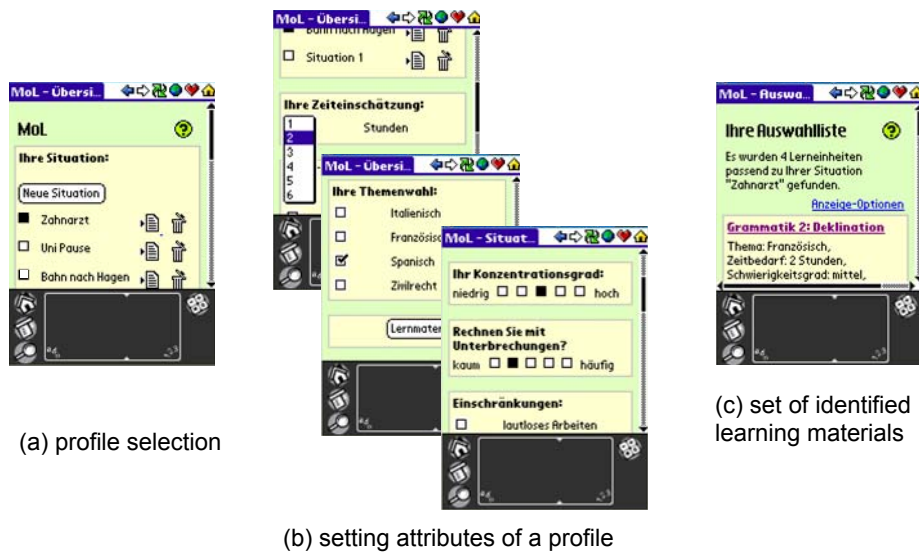 MoL - Übersi...
MoL
Ihre Situation:
Neue Situation
Zahnarzt
Uni Pause
Bahn nach Hagen
(a) profile selection
MoL - Übersi...
Bahn nach Hagen
Situation 1
Ihre Zeiteinschätzung:
1
2
3
4
5
6
Stunden
MoL - Übersi...
Ihre Themenwahl:
Italienisch
Französisc
Spanisch
Zivilrecht
Lernmater
MoL - Situat...
Ihr Konzentrationsgrad:
niedrig hoch
Rechnen Sie mit
Unterbrechungen?
kaum häufig
Einschränkungen:
lautloses Arbeiten
(b) setting attributes of a profile
MoL - Auswa...
Ihre Auswahlliste
Es wurden 4 Lerneinheiten
passend zu Ihrer Situation
"Zahnarzt" gefunden.
Anzeige-Optionen
Grammatik 2: Deklination
Thema: Französisch,
Zeitbedarf: 2 Stunden,
Schwierigkeitsgrad: mittel,
(c) set of identified
learning materials